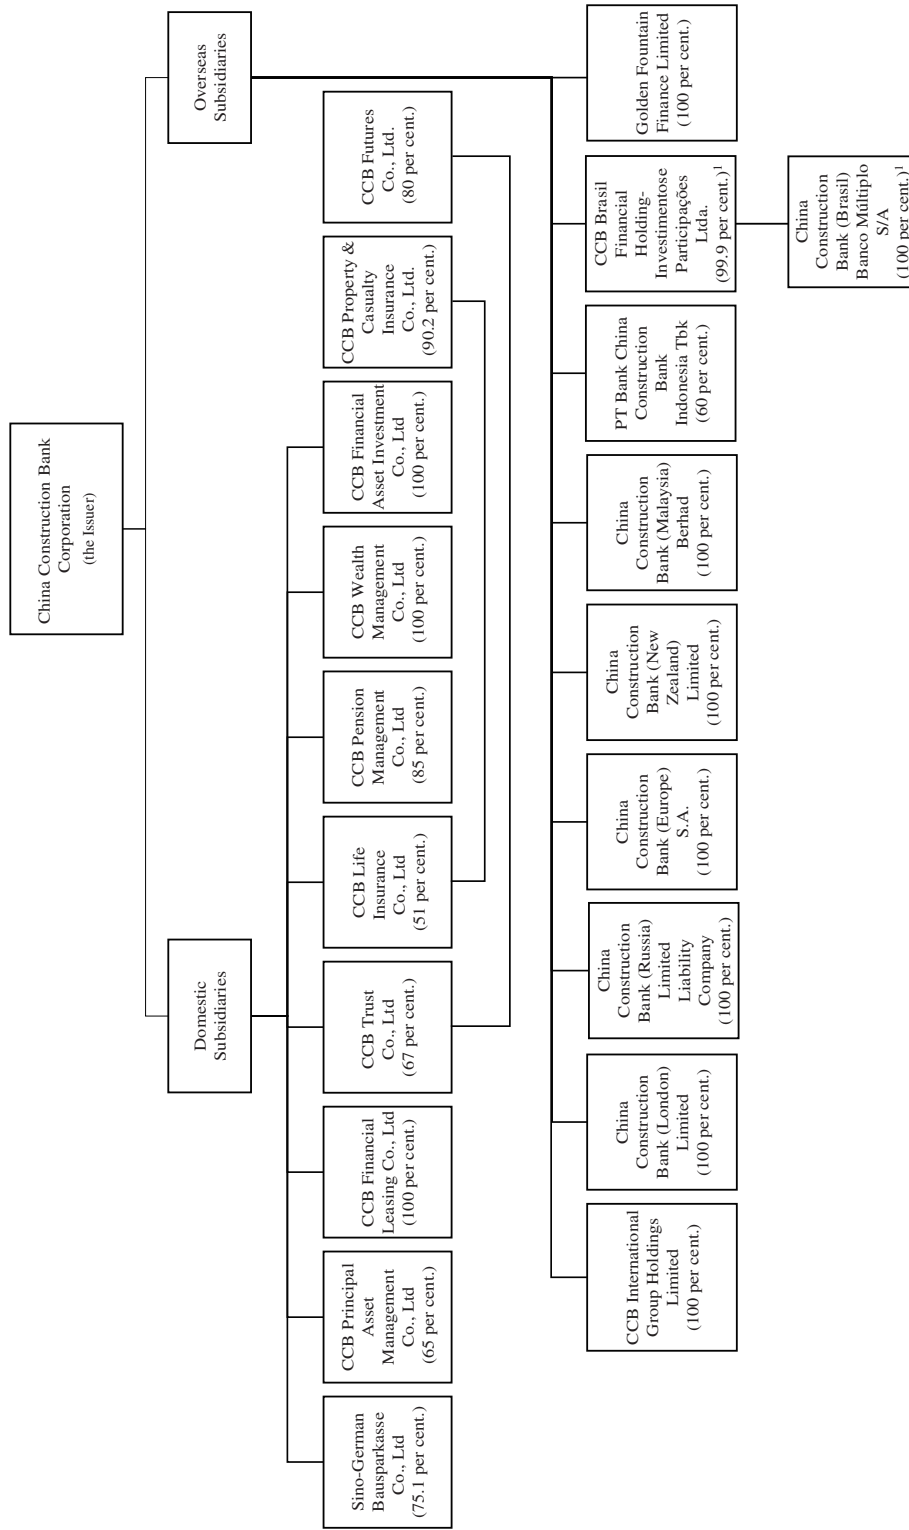 China Construction Bank
Corporation
(the Issuer)
Domestic
Subsidiaries
Overseas
Subsidiaries
Sino-German
Bausparkasse
Co., Ltd
(75.1 per cent.)
CCB Principal
Asset
Management
Co., Ltd
(65 per cent.)
CCB Financial
Leasing Co., Ltd
(100 per cent.)
CCB Trust
Co., Ltd
(67 per cent.)
CCB Life
Insurance
Co., Ltd
(51 per cent.)
CCB Pension
Management
Co., Ltd
(85 per cent.)
CCB Wealth
Management
Co., Ltd
(100 per cent.)
CCB Financial
Asset Investment
Co., Ltd
(100 per cent.)
CCB Property &
Casualty
Insurance
Co., Ltd.
(90.2 per cent.)
CCB Futures
Co., Ltd.
(80 per cent.)
CCB International
Group Holdings
Limited
(100 per cent.)
China
Construction
Bank (London)
Limited
(100 per cent.)
China
Construction
Bank (Russia)
Limited
Liability
Company
(100 per cent.)
China
Construction
Bank (Europe)
S.A.
(100 per cent.)
China
Construction
Bank (New
Zealand)
Limited
(100 per cent.)
China
Construction
Bank (Malaysia)
Berhad
(100 per cent.)
PT Bank China
Construction
Bank
Indonesia Tbk
(60 per cent.)
CCB Brasil
Financial
Holding-
Investimentose
Participações
Ltda.
(99.9 per cent.)¹
Golden Fountain
Finance Limited
(100 per cent.)
China
Construction
Bank (Brasil)
Banco Múltiplo
S/A
(100 per cent.)¹